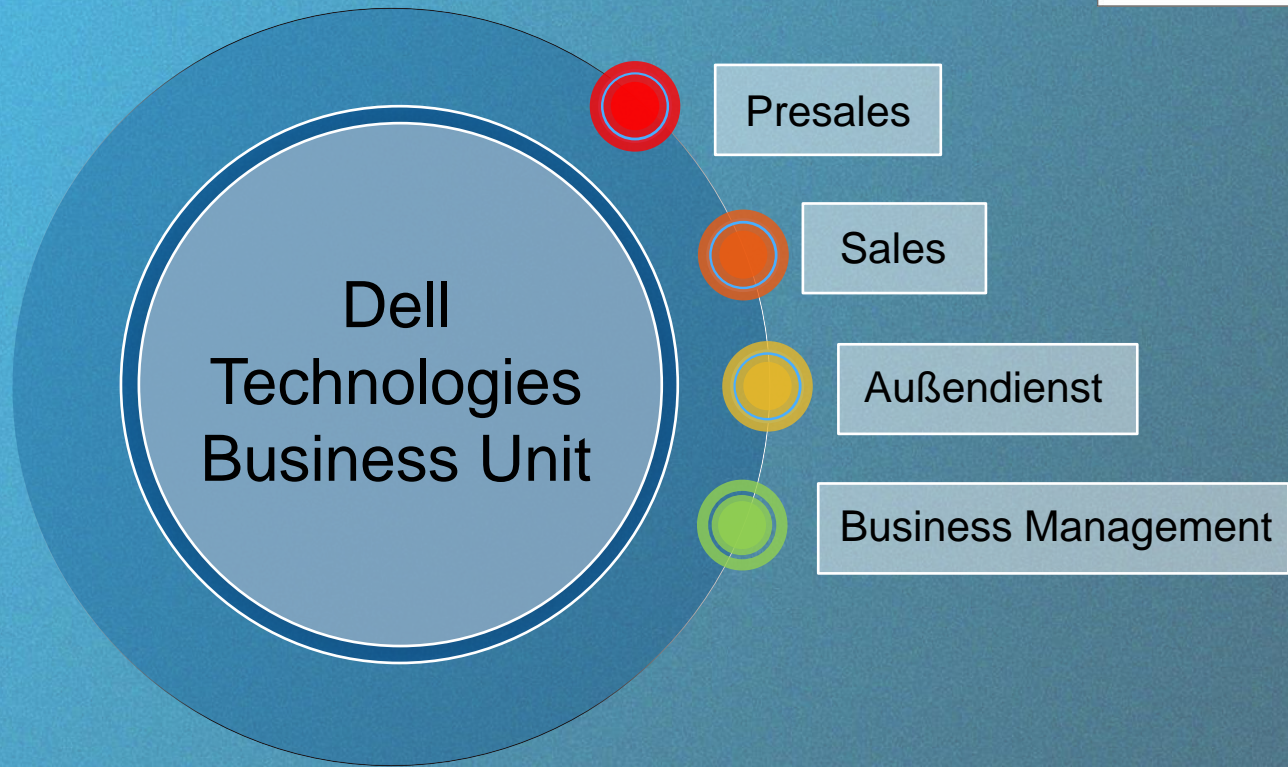 Presales
Sales
Dell
Technologies
Business Unit
Außendienst
Business Management